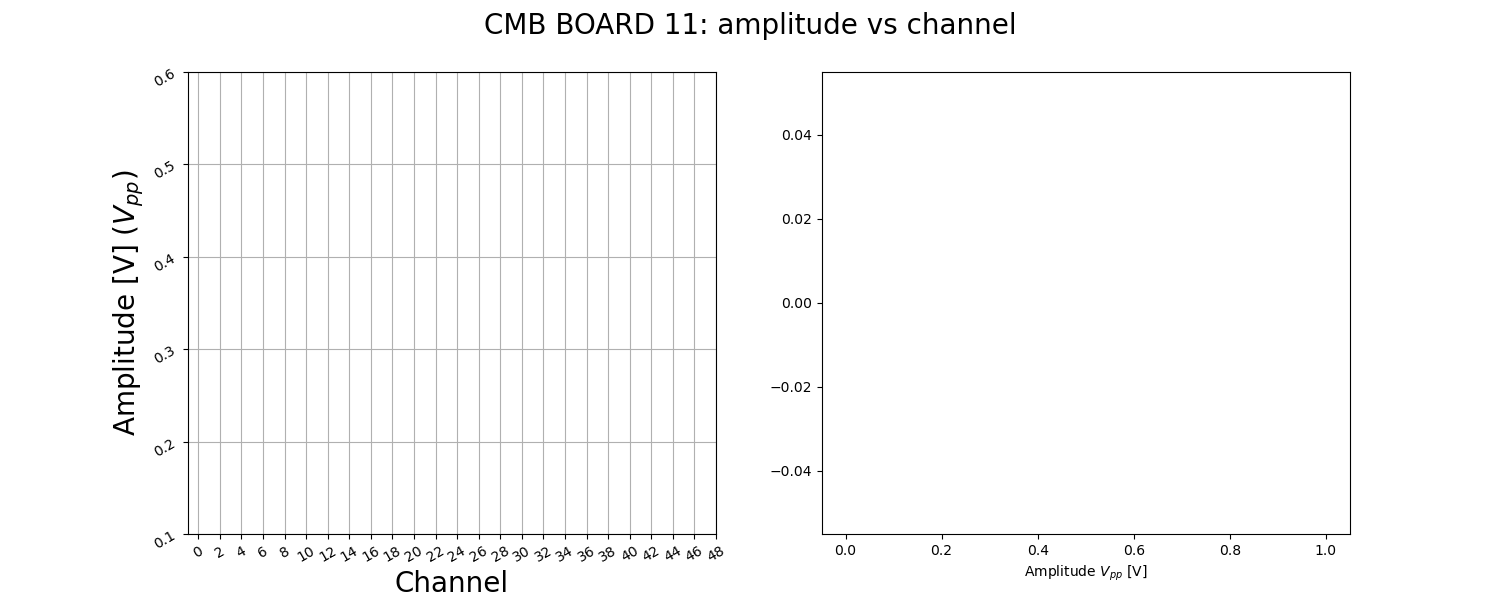 CMB BOARD 11: amplitude vs channel
Amplitude [V] (V_pp)
0.6
0.5
0.4
0.3
0.2
0.1
0 2 4 6 8 10 12 14 16 18 20 22 24 26 28 30 32 34 36 38 40 42 44 46 48
Channel
0.04
0.02
0.00
−0.02
−0.04
0.0 0.2 0.4 0.6 0.8 1.0
Amplitude V_pp [V]